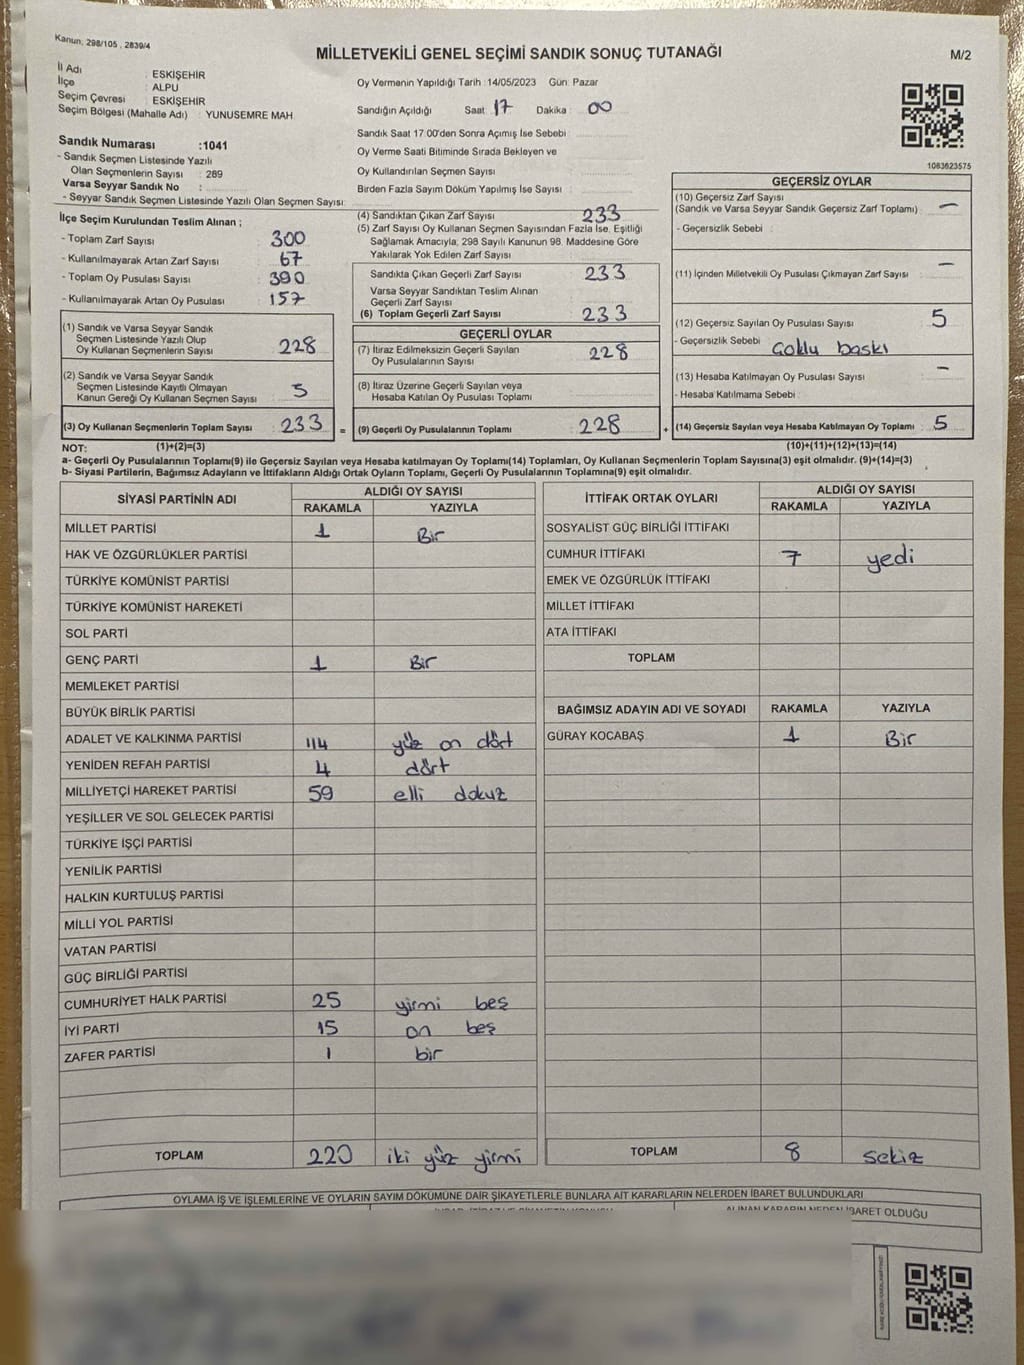 Kanun: 298/105 , 2839/4
MİLLETVEKİLİ GENEL SEÇİMİ SANDIK SONUÇ TUTANAĞI
M/2
İl Adı : ESKİŞEHİR
İlçe : ALPU
Seçim Çevresi : ESKİŞEHİR
Seçim Bölgesi (Mahalle Adı) : YUNUSEMRE MAH.
Oy Vermenin Yapıldığı Tarih : 14/05/2023 Gün: Pazar
Sandığın Açıldığı Saat: 17 Dakika : 00
Sandık Saat 17:00'den Sonra Açımış İse Sebebi :
Oy Verme Saati Bitiminde Sırada Bekleyen ve
Oy Kullandırılan Seçmen Sayısı :
Birden Fazla Sayım Döküm Yapılmış İse Sayısı :
Sandık Numarası :1041
- Sandık Seçmen Listesinde Yazılı
Olan Seçmenlerin Sayısı : 289
Varsa Seyyar Sandık No :
- Seyyar Sandık Seçmen Listesinde Yazılı Olan Seçmen Sayısı:
1083623575
İlçe Seçim Kurulundan Teslim Alınan ;
- Toplam Zarf Sayısı : 300
- Kullanılmayarak Artan Zarf Sayısı : 67
- Toplam Oy Pusulası Sayısı : 390
- Kullanılmayarak Artan Oy Pusulası : 157
(4) Sandıktan Çıkan Zarf Sayısı : 233
(5) Zarf Sayısı Oy Kullanan Seçmen Sayısından Fazla İse, Eşitliği
Sağlamak Amacıyla; 298 Sayılı Kanunun 98. Maddesine Göre
Yakılarak Yok Edilen Zarf Sayısı :
Sandıkta Çıkan Geçerli Zarf Sayısı : 233
Varsa Seyyar Sandıktan Teslim Alınan
Geçerli Zarf Sayısı :
(6) Toplam Geçerli Zarf Sayısı : 233
GEÇERSİZ OYLAR
(10) Geçersiz Zarf Sayısı
(Sandık ve Varsa Seyyar Sandık Geçersiz Zarf Toplamı) : —
- Geçersizlik Sebebi :
(11) İçinden Milletvekili Oy Pusulası Çıkmayan Zarf Sayısı : —
(12) Geçersiz Sayılan Oy Pusulası Sayısı : 5
- Geçersizlik Sebebi : Çoklu baskı
(13) Hesaba Katılmayan Oy Pusulası Sayısı : —
- Hesaba Katılmama Sebebi :
(14) Geçersiz Sayılan veya Hesaba Katılmayan Oy Toplamı : 5
(10)+(11)+(12)+(13)=(14)
(1) Sandık ve Varsa Seyyar Sandık
Seçmen Listesinde Yazılı Olup
Oy Kullanan Seçmenlerin Sayısı : 228
(2) Sandık ve Varsa Seyyar Sandık
Seçmen Listesinde Kayıtlı Olmayan
Kanun Gereği Oy Kullanan Seçmen Sayısı : 5
(3) Oy Kullanan Seçmenlerin Toplam Sayısı : 233
(1)+(2)=(3)
=
GEÇERLİ OYLAR
(7) İtiraz Edilmeksizin Geçerli Sayılan
Oy Pusulalarının Sayısı : 228
(8) İtiraz Üzerine Geçerli Sayılan veya
Hesaba Katılan Oy Pusulası Toplamı :
(9) Geçerli Oy Pusulalarının Toplamı : 228
+
NOT:
a- Geçerli Oy Pusulalarının Toplamı(9) ile Geçersiz Sayılan veya Hesaba katılmayan Oy Toplamı(14) Toplamları, Oy Kullanan Seçmenlerin Toplam Sayısına(3) eşit olmalıdır. (9)+(14)=(3)
b- Siyasi Partilerin, Bağımsız Adayların ve İttifakların Aldığı Ortak Oyların Toplamı, Geçerli Oy Pusulalarının Toplamına(9) eşit olmalıdır.
SİYASİ PARTİNİN ADI ALDIĞI OY SAYISI
RAKAMLA YAZIYLA
MİLLET PARTİSİ 1 Bir
HAK VE ÖZGÜRLÜKLER PARTİSİ
TÜRKİYE KOMÜNİST PARTİSİ
TÜRKİYE KOMÜNİST HAREKETİ
SOL PARTİ
GENÇ PARTİ 1 Bir
MEMLEKET PARTİSİ
BÜYÜK BİRLİK PARTİSİ
ADALET VE KALKINMA PARTİSİ 114 yüz on dört
YENİDEN REFAH PARTİSİ 4 dört
MİLLİYETÇİ HAREKET PARTİSİ 59 elli dokuz
YEŞİLLER VE SOL GELECEK PARTİSİ
TÜRKİYE İŞÇİ PARTİSİ
YENİLİK PARTİSİ
HALKIN KURTULUŞ PARTİSİ
MİLLİ YOL PARTİSİ
VATAN PARTİSİ
GÜÇ BİRLİĞİ PARTİSİ
CUMHURİYET HALK PARTİSİ 25 yirmi beş
İYİ PARTİ 15 on beş
ZAFER PARTİSİ 1 bir
TOPLAM 220 iki yüz yirmi
İTTİFAK ORTAK OYLARI ALDIĞI OY SAYISI
RAKAMLA YAZIYLA
SOSYALİST GÜÇ BİRLİĞİ İTTİFAKI
CUMHUR İTTİFAKI 7 yedi
EMEK VE ÖZGÜRLÜK İTTİFAKI
MİLLET İTTİFAKI
ATA İTTİFAKI
TOPLAM
BAĞIMSIZ ADAYIN ADI VE SOYADI RAKAMLA YAZIYLA
GÜRAY KOCABAŞ 1 Bir
TOPLAM 8 sekiz
OYLAMA İŞ VE İŞLEMLERİNE VE OYLARIN SAYIM DÖKÜMÜNE DAİR ŞİKAYETLERLE BUNLARA AİT KARARLARIN NELERDEN İBARET BULUNDUKLARI
ALINAN KARARIN NEDEN İBARET OLDUĞU